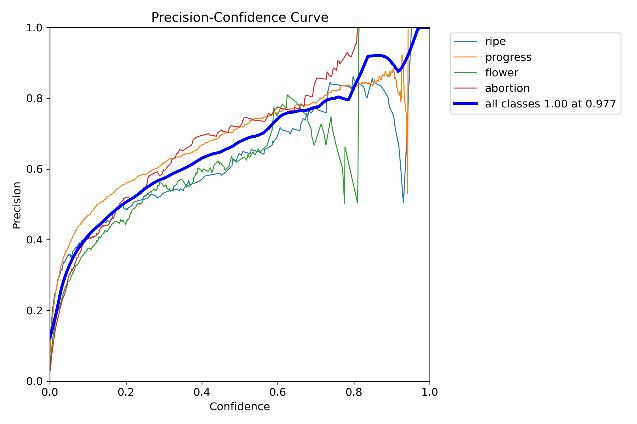 Precision-Confidence Curve
1.0
0.8
0.6
0.4
0.2
0.0
Precision
0.0 0.2 0.4 0.6 0.8 1.0
Confidence
ripe
progress
flower
abortion
all classes 1.00 at 0.977